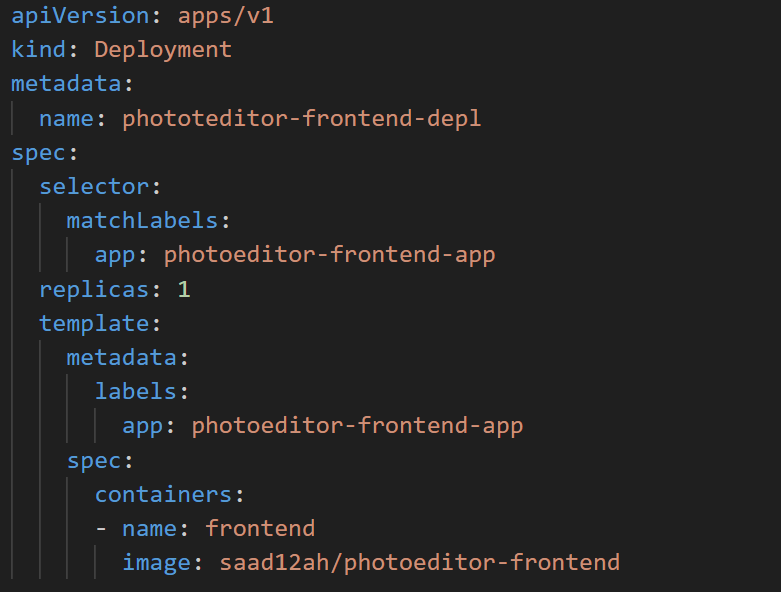 apiVersion: apps/v1
kind: Deployment
metadata:
  name: phototeditor-frontend-depl
spec:
  selector:
    matchLabels:
      app: photoeditor-frontend-app
  replicas: 1
  template:
    metadata:
      labels:
        app: photoeditor-frontend-app
    spec:
      containers:
      - name: frontend
        image: saad12ah/photoeditor-frontend